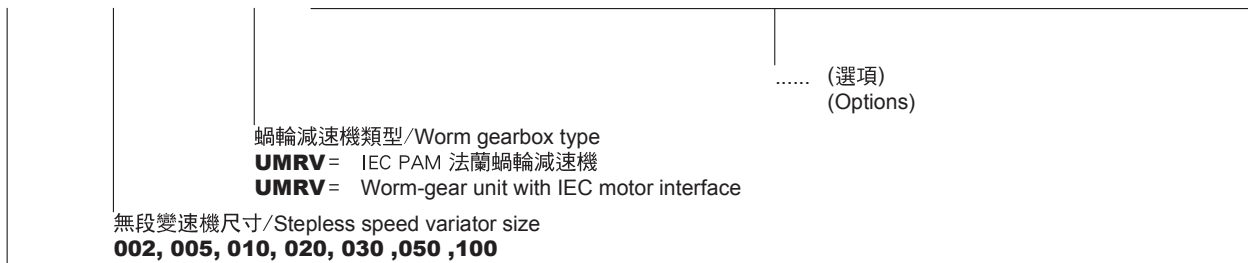 ...... (選項)
(Options)
蝸輪減速機類型/Worm gearbox type
UMRV= IEC PAM 法蘭蝸輪減速機
UMRV= Worm-gear unit with IEC motor interface
無段變速機尺寸/Stepless speed variator size
002, 005, 010, 020, 030 ,050 ,100